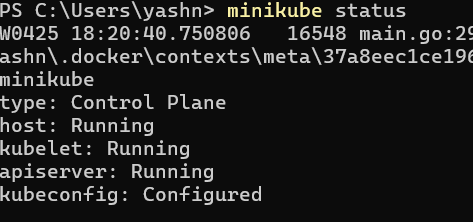 PS C:\Users\yashn> minikube status
W0425 18:20:40.750806   16548 main.go:29
ashn\.docker\contexts\meta\37a8eec1ce196
minikube
type: Control Plane
host: Running
kubelet: Running
apiserver: Running
kubeconfig: Configured